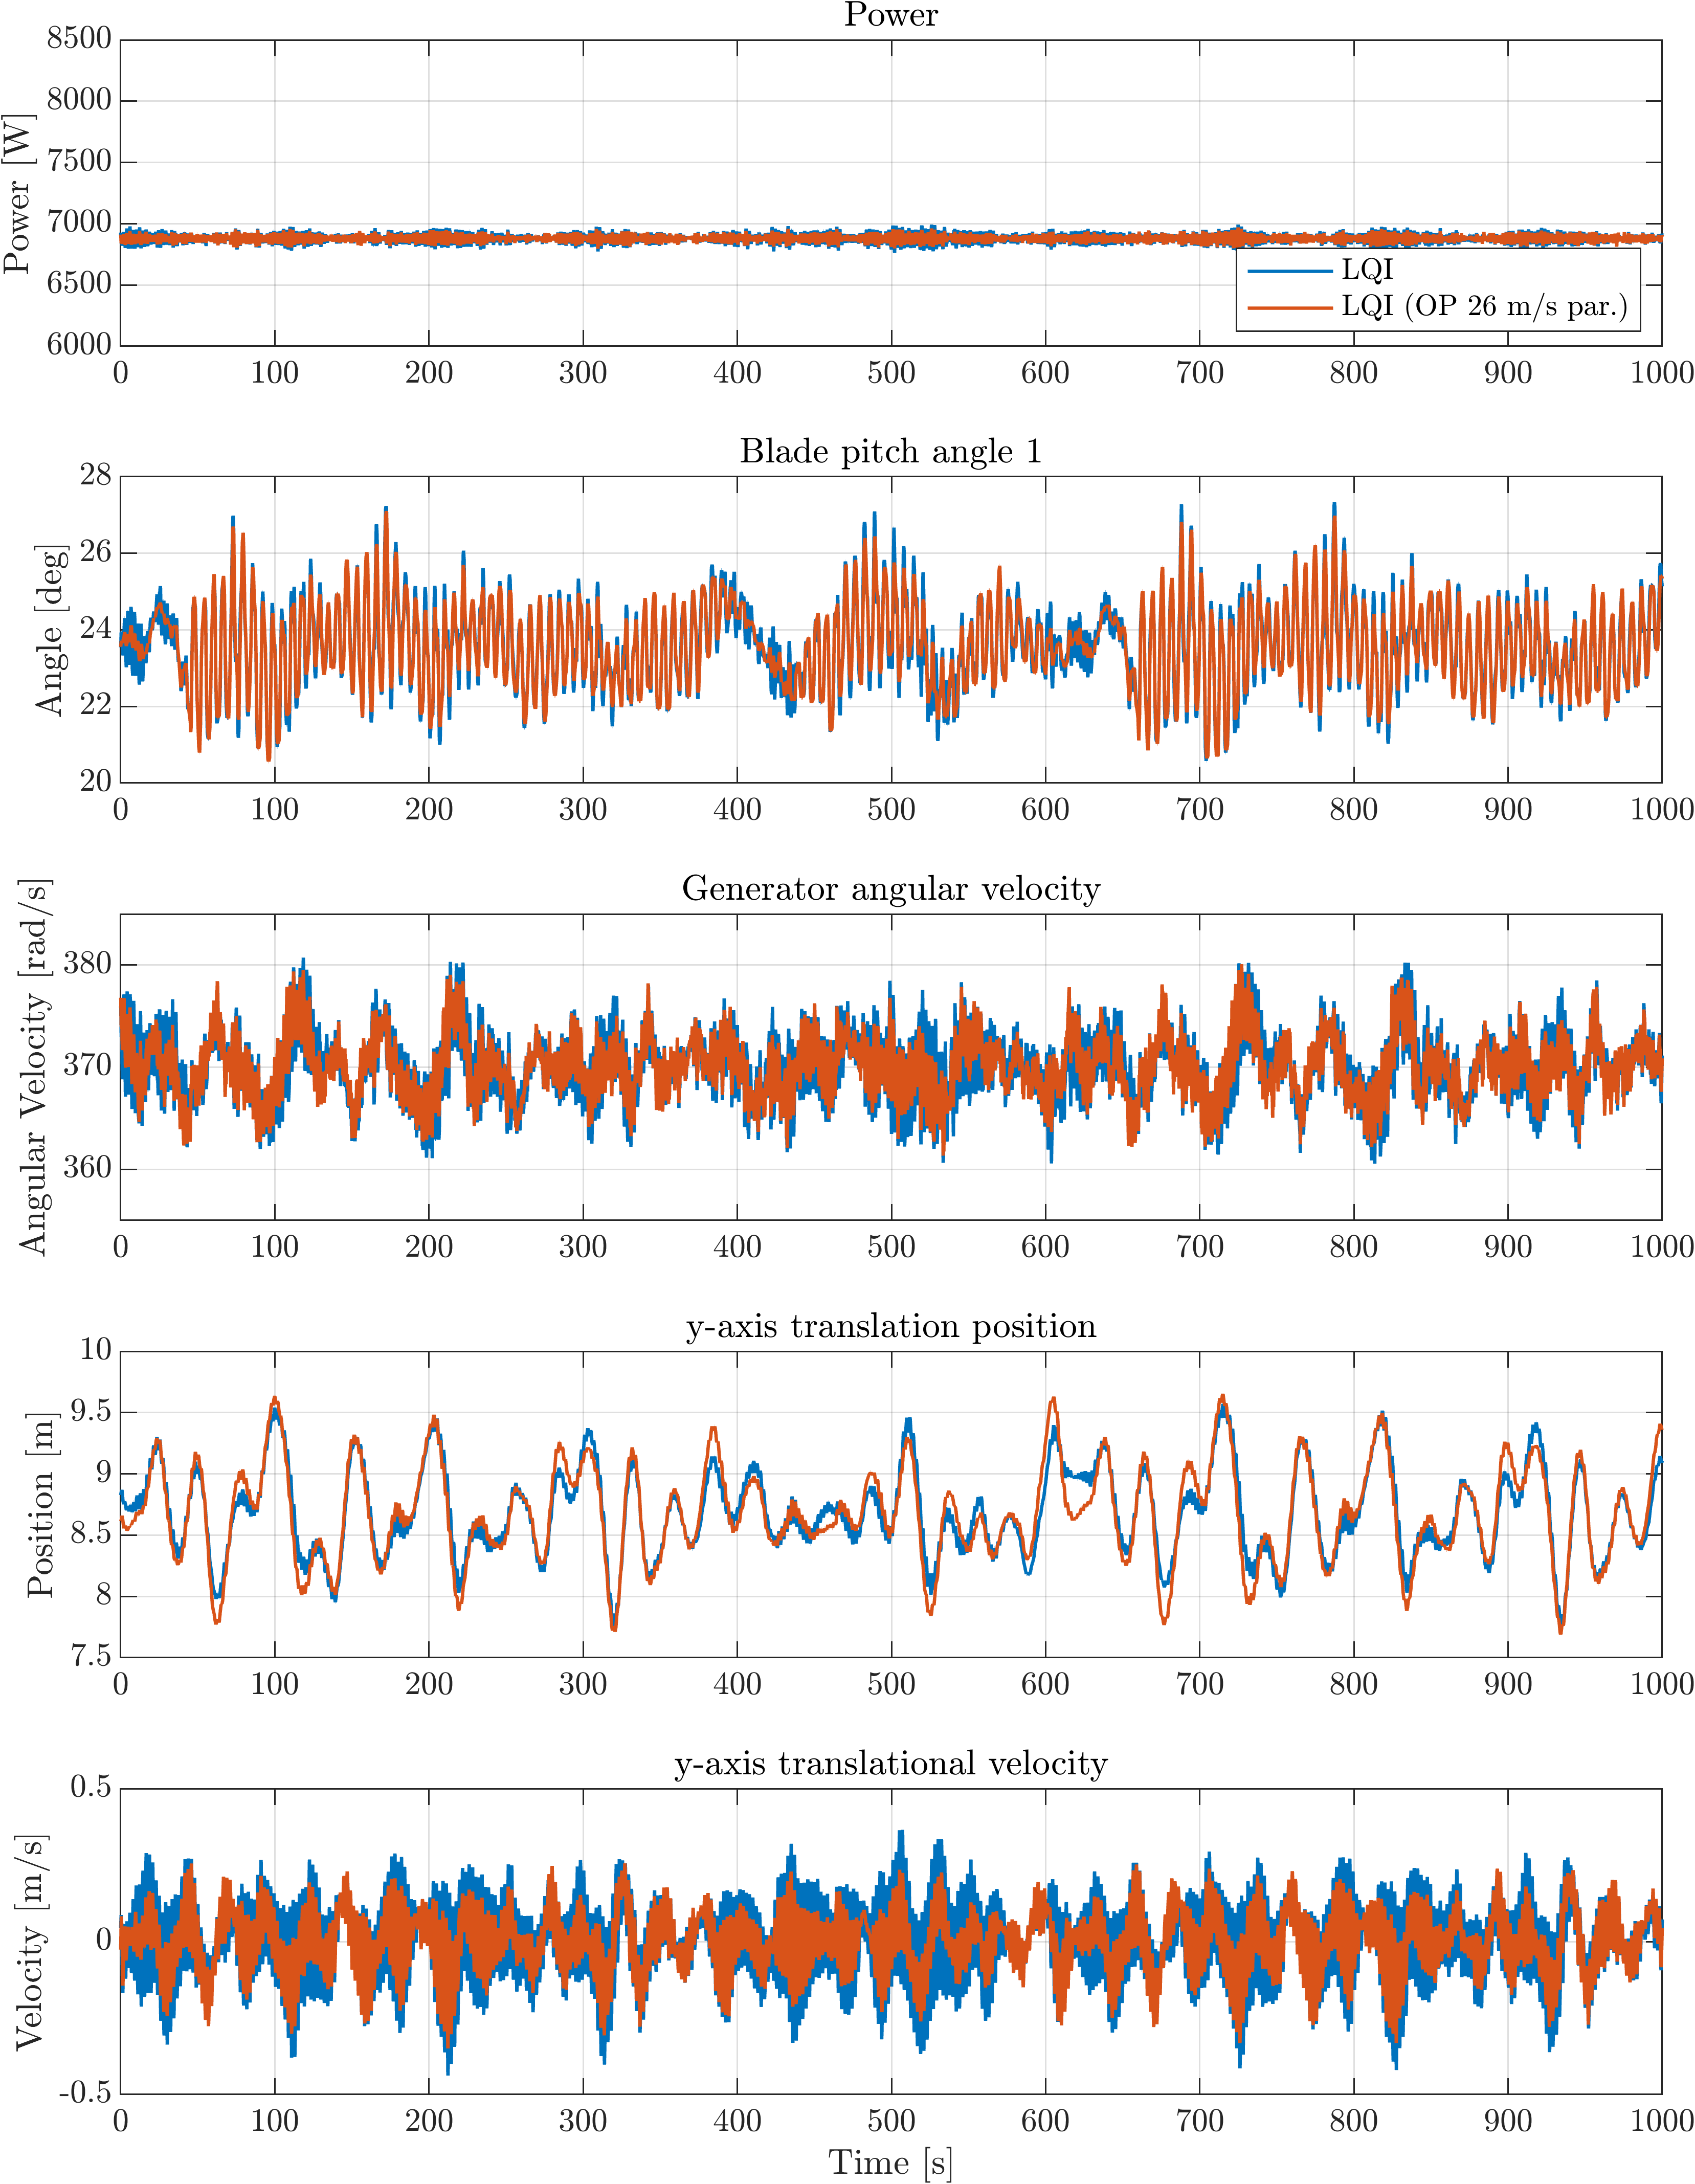 Power
8500
8000
7500
7000
6500
6000
Power [W]
LQI
LQI (OP 26 m/s par.)
0 100 200 300 400 500 600 700 800 900 1000
Blade pitch angle 1
28
26
24
22
20
Angle [deg]
0 100 200 300 400 500 600 700 800 900 1000
Generator angular velocity
380
370
360
Angular Velocity [rad/s]
0 100 200 300 400 500 600 700 800 900 1000
y-axis translation position
10
9.5
9
8.5
8
7.5
Position [m]
0 100 200 300 400 500 600 700 800 900 1000
y-axis translational velocity
0.5
0
-0.5
Velocity [m/s]
0 100 200 300 400 500 600 700 800 900 1000
Time [s]